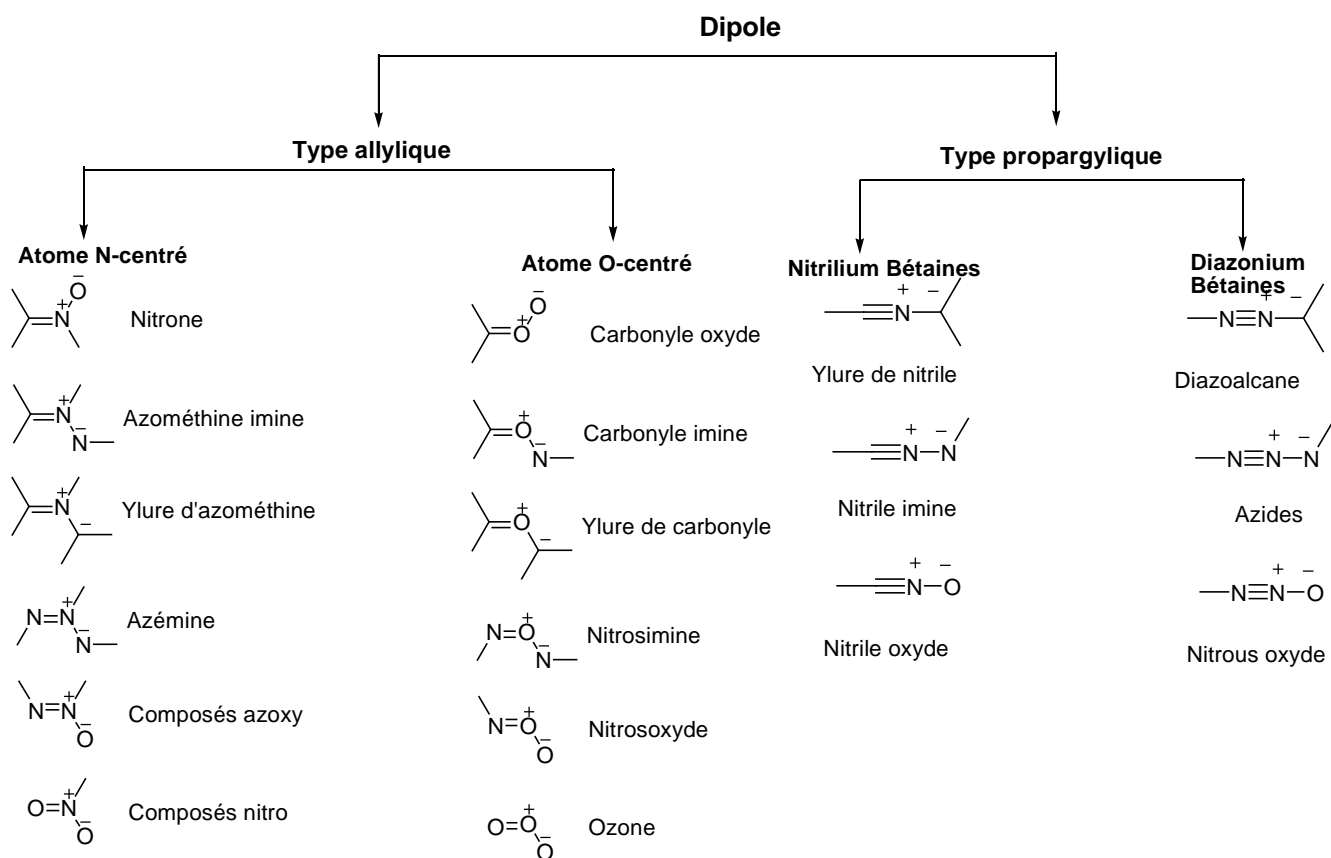 Dipole
Type allylique
Type propargylique
Atome N-centré
Atome O-centré
Nitrilium Bétaines
Diazonium
Bétaines
N + O −
Nitrone
N + N −
Azométhine imine
N + −
Ylure d'azométhine
N=N + N −
Azémine
N=N + O −
Composés azoxy
O=N + O −
Composés nitro
O + O −
Carbonyle oxyde
O + N −
Carbonyle imine
O + −
Ylure de carbonyle
N=O + N −
Nitrosimine
N=O + O −
Nitrosoxyde
O=O + O −
Ozone
≡N + −
Ylure de nitrile
≡N + N −
Nitrile imine
≡N + O −
Nitrile oxyde
N≡N + −
Diazoalcane
N≡N + N −
Azides
N≡N + O −
Nitrous oxyde